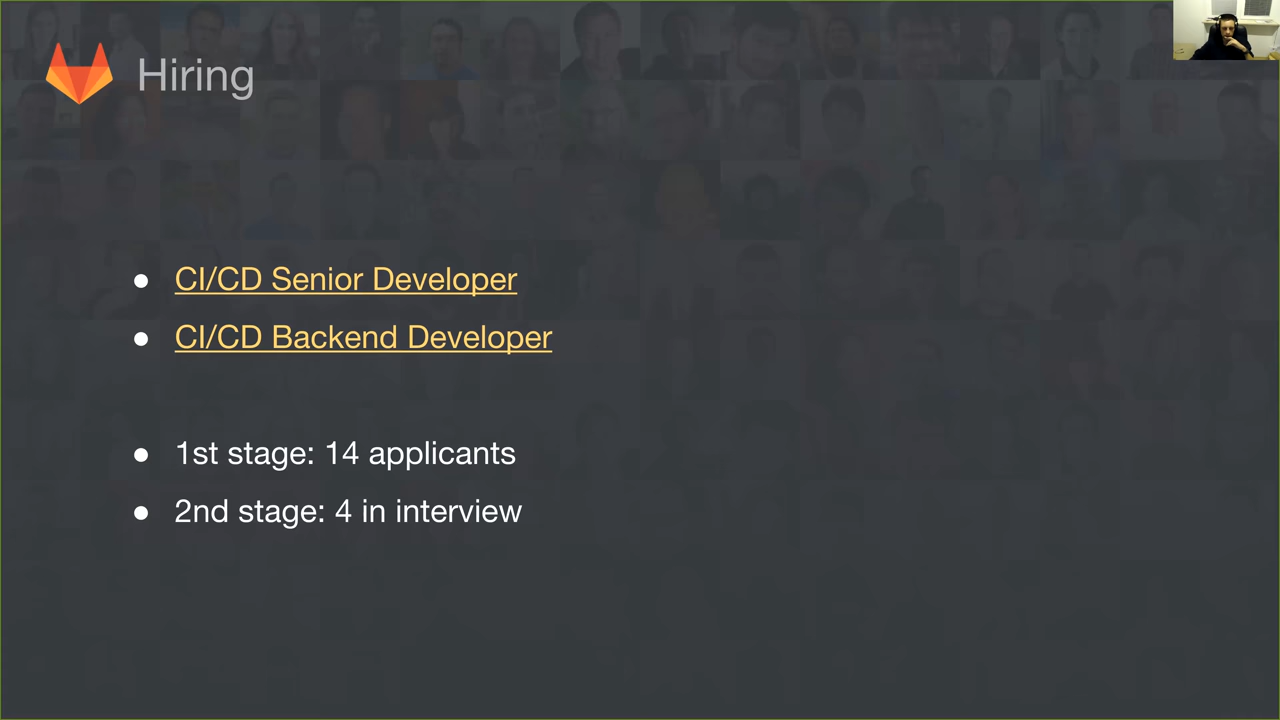 Hiring
● CI/CD Senior Developer
● CI/CD Backend Developer
● 1st stage: 14 applicants
● 2nd stage: 4 in interview